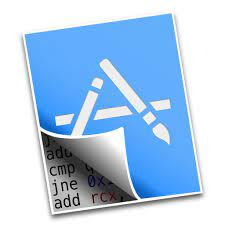 add
cmp
jne 0x
add rcx,